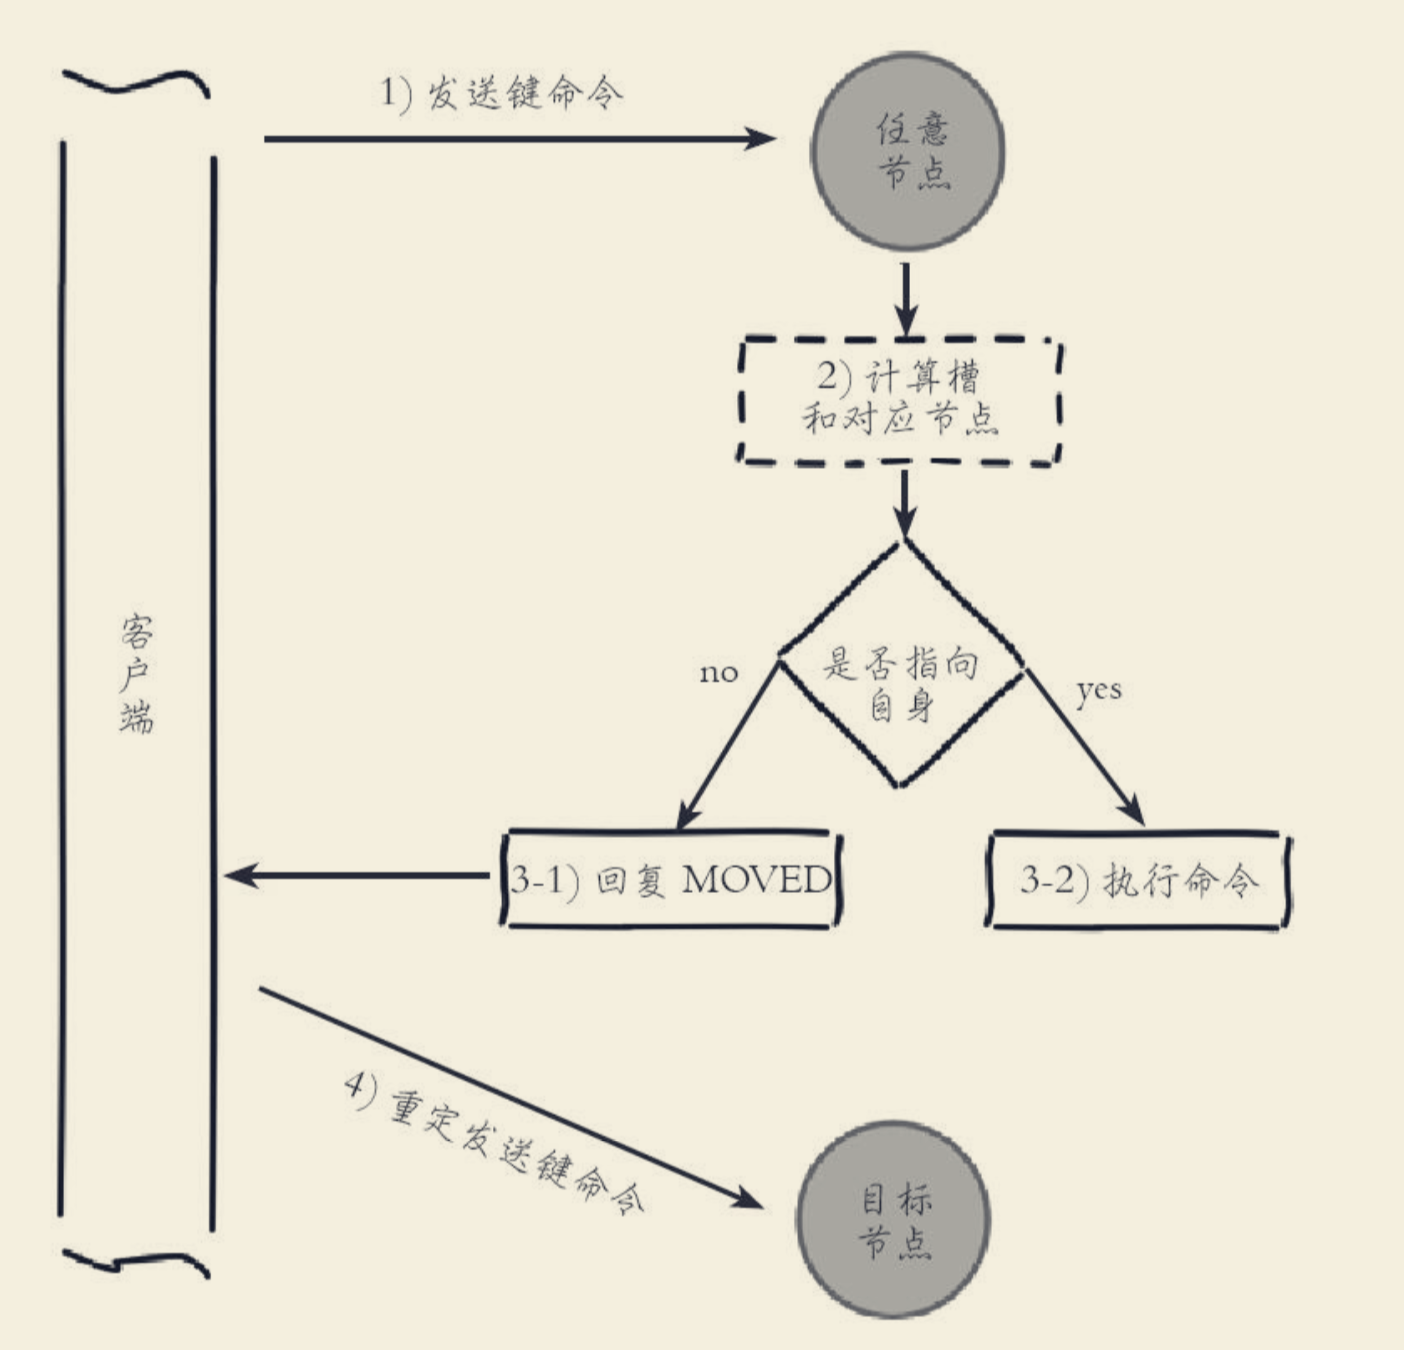 1) 发送键命令
任意
节点
2) 计算槽
和对应节点
是否指向
自身
no
yes
客
户
端
3-1) 回复 MOVED
3-2) 执行命令
4) 重定发送键命令
目标
节点